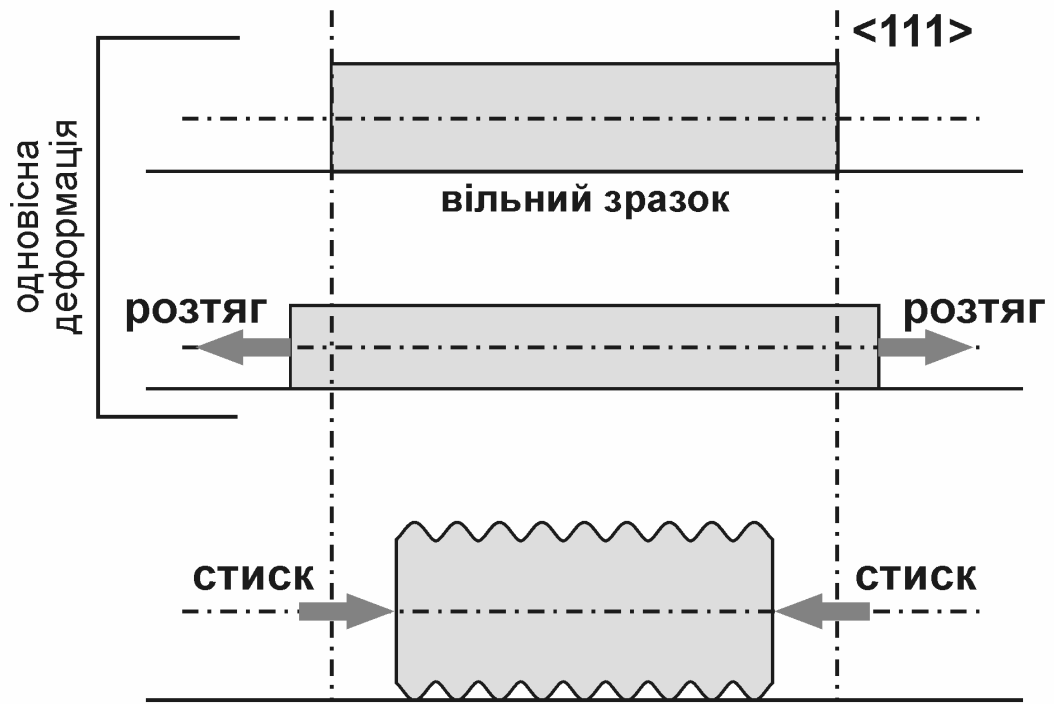 <111>
одновісна
деформація
вільний зразок
розтяг
розтяг
стиск
стиск